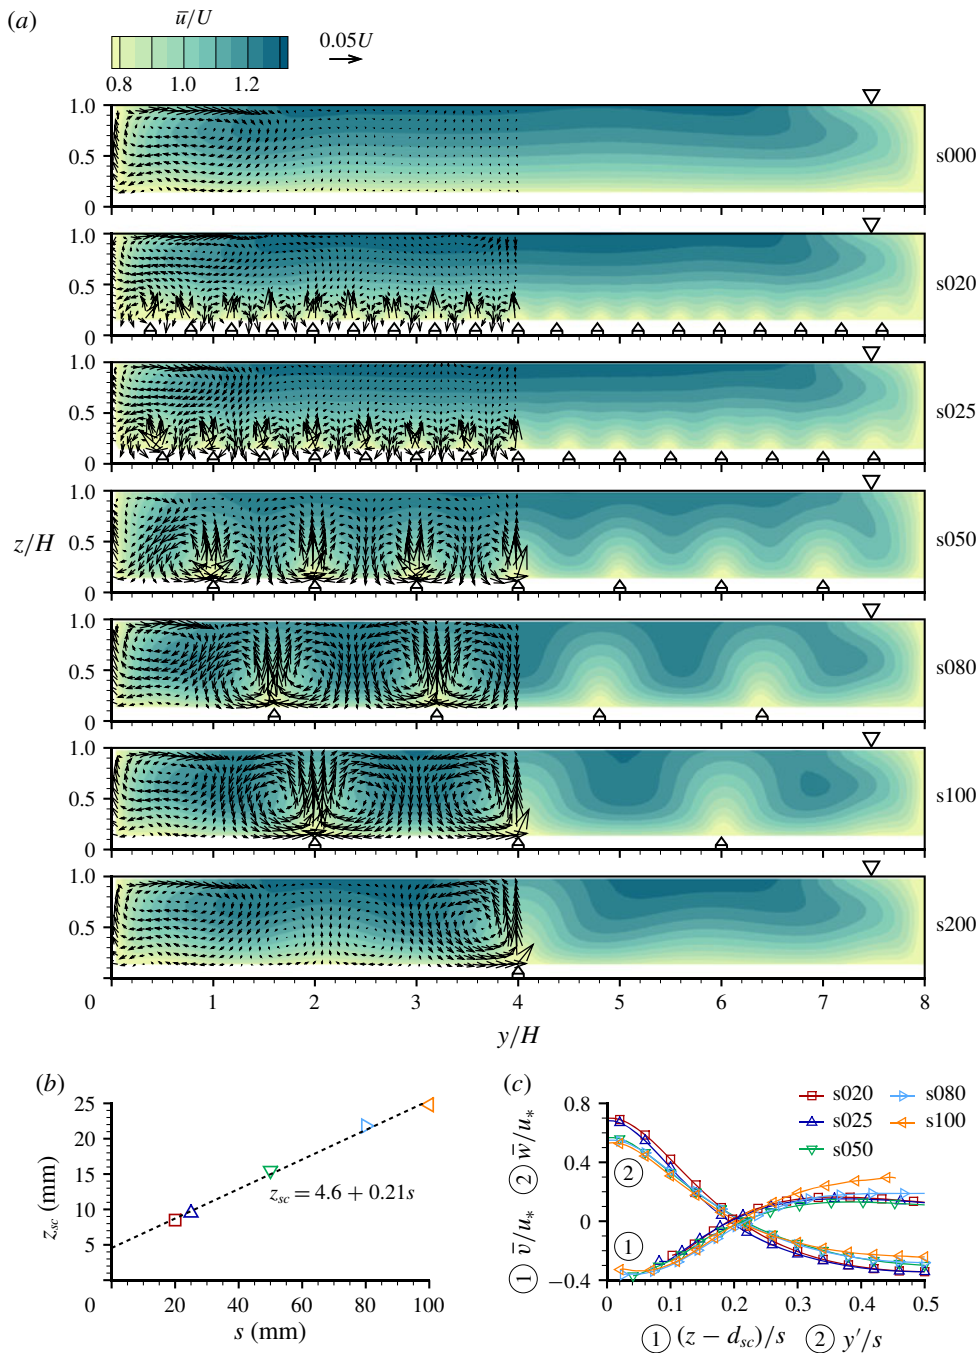 (a)
u̅/U
0.05U
0.8 1.0 1.2
1.0
0.5
0
s000
1.0
0.5
0
s020
1.0
0.5
0
s025
1.0
z/H 0.5
0
s050
1.0
0.5
0
s080
1.0
0.5
0
s100
1.0
0.5
0
s200
1 2 3 4 5 6 7 8
y/H
(b)
25
20
15
10
5
0
z_sc (mm)
z_sc = 4.6 + 0.21s
20 40 60 80 100
s (mm)
(c)
s020 s080
s025 s100
s050
0.8
0.4
0
−0.4
① v̅/u_* ② w̅/u_*
②
①
0 0.1 0.2 0.3 0.4 0.5
① (z − d_sc)/s ② y′/s